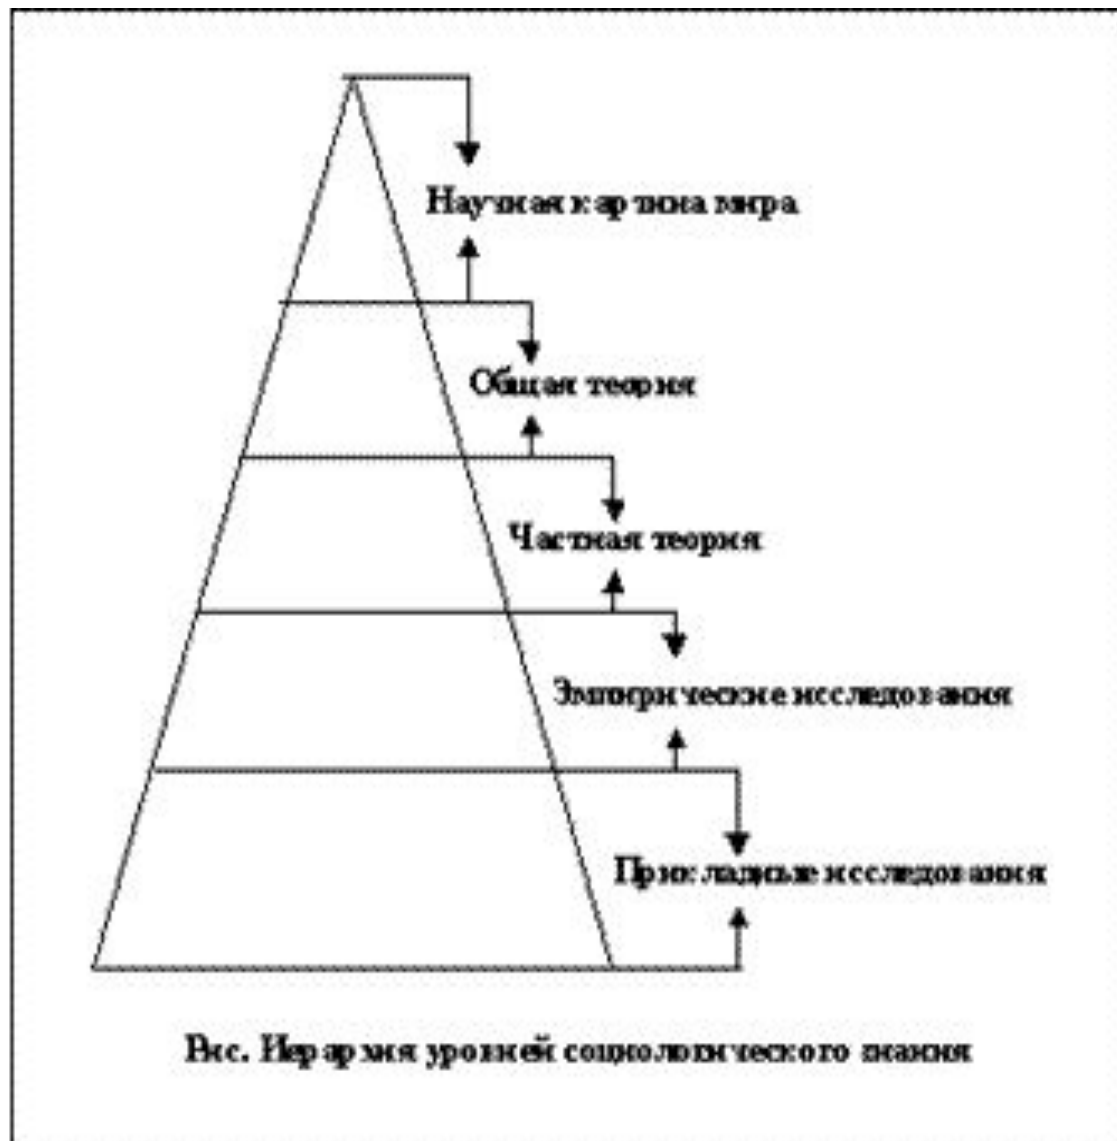 Научная картина мира
Общая теория
Частная теория
Эмпирические исследования
Прикладные исследования
Рис. Иерархия уровней социологического знания